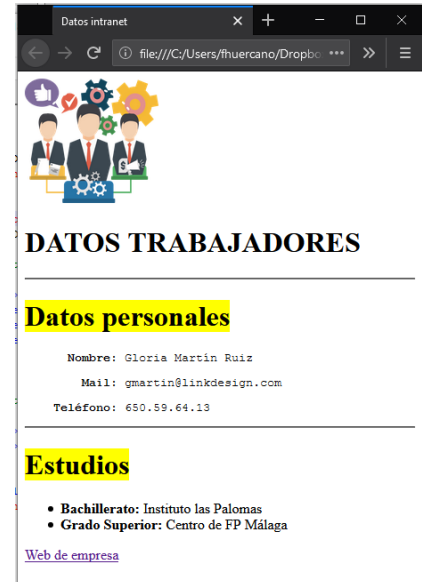 Datos intranet
file:///C:/Users/fhuercano/Dropbo
DATOS TRABAJADORES
Datos personales
Nombre: Gloria Martín Ruiz
Mail: gmartin@linkdesign.com
Teléfono: 650.59.64.13
Estudios
Bachillerato: Instituto las Palomas
Grado Superior: Centro de FP Málaga
Web de empresa